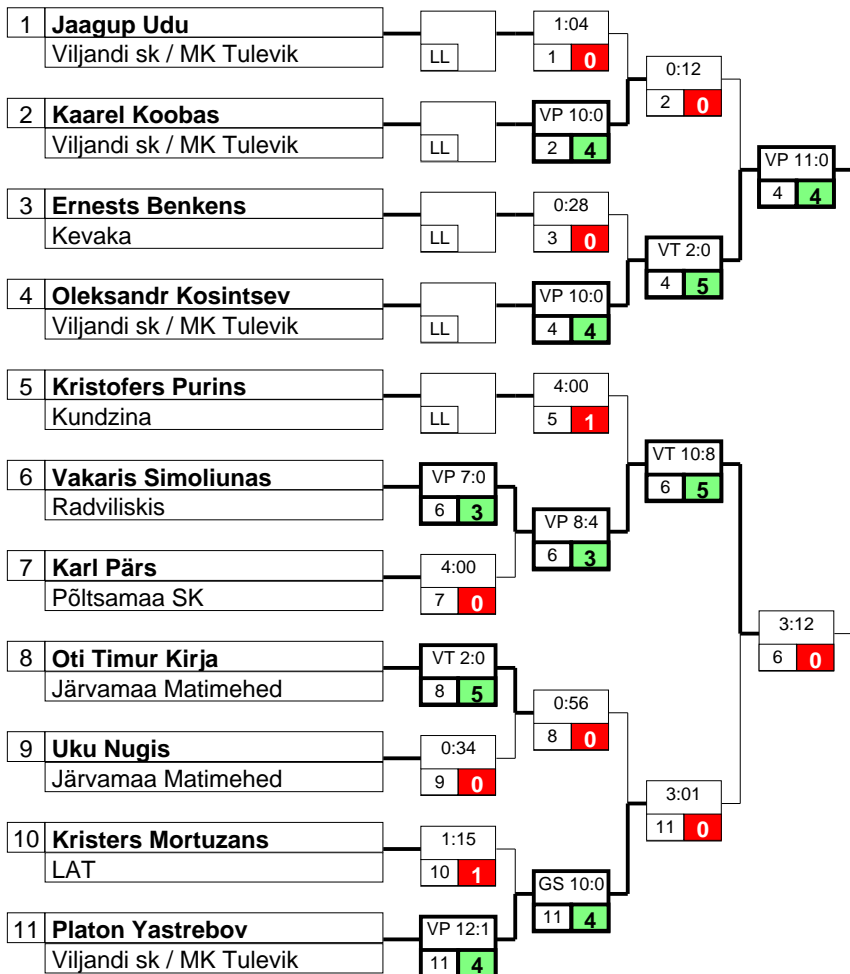 1 Jaagup Udu
Viljandi sk / MK Tulevik
LL
1:04
1 0
0:12
2 0
2 Kaarel Koobas
Viljandi sk / MK Tulevik
LL
VP 10:0
2 4
VP 11:0
4 4
3 Ernests Benkens
Kevaka
LL
0:28
3 0
VT 2:0
4 5
4 Oleksandr Kosintsev
Viljandi sk / MK Tulevik
LL
VP 10:0
4 4
5 Kristofers Purins
Kundzina
LL
4:00
5 1
VT 10:8
6 5
6 Vakaris Simoliunas
Radviliskis
VP 7:0
6 3
VP 8:4
6 3
7 Karl Pärs
Põltsamaa SK
4:00
7 0
3:12
6 0
8 Oti Timur Kirja
Järvamaa Matimehed
VT 2:0
8 5
0:56
8 0
9 Uku Nugis
Järvamaa Matimehed
0:34
9 0
3:01
11 0
10 Kristers Mortuzans
LAT
1:15
10 1
GS 10:0
11 4
11 Platon Yastrebov
Viljandi sk / MK Tulevik
VP 12:1
11 4